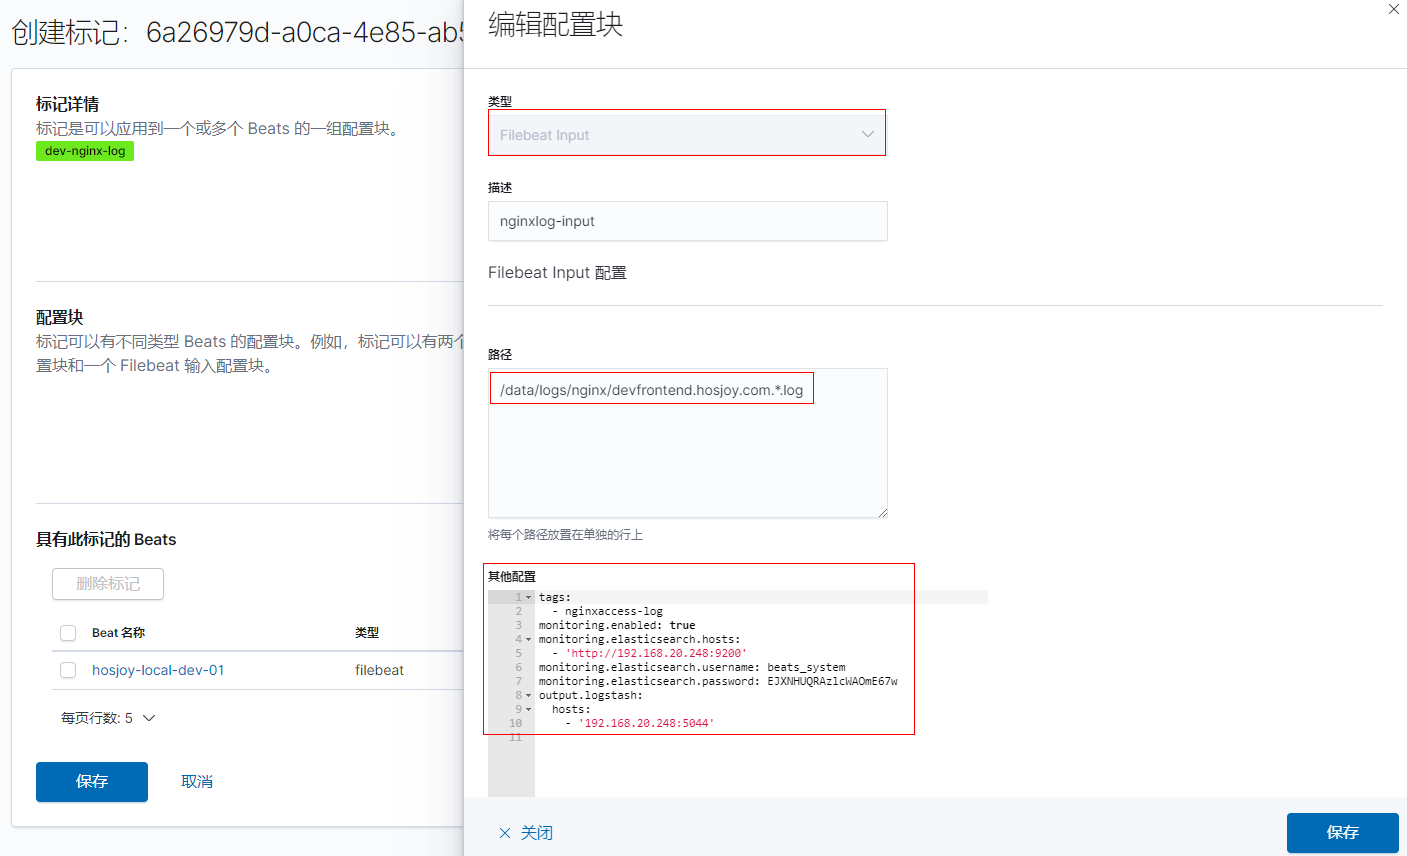 创建标记：6a26979d-a0ca-4e85-ab5
标记详情
标记是可以应用到一个或多个 Beats 的一组配置块。
dev-nginx-log
配置块
标记可以有不同类型 Beats 的配置块。例如，标记可以有两个
置块和一个 Filebeat 输入配置块。
具有此标记的 Beats
删除标记
Beat 名称 类型
hosjoy-local-dev-01 filebeat
每页行数: 5
保存 取消
编辑配置块
类型
Filebeat Input
描述
nginxlog-input
Filebeat Input 配置
路径
/data/logs/nginx/devfrontend.hosjoy.com.*.log
将每个路径放置在单独的行上
其他配置
1 tags:
2 - nginxaccess-log
3 monitoring.enabled: true
4 monitoring.elasticsearch.hosts:
5 - 'http://192.168.20.248:9200'
6 monitoring.elasticsearch.username: beats_system
7 monitoring.elasticsearch.password: EJXNHUQRAzlcWAOmE67w
8 output.logstash:
9 hosts:
10 - '192.168.20.248:5044'
11
关闭
保存